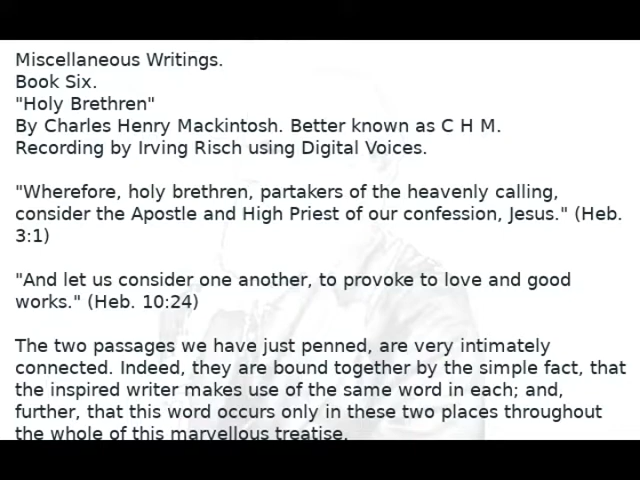 Miscellaneous Writings.
Book Six.
"Holy Brethren"
By Charles Henry Mackintosh. Better known as C H M.
Recording by Irving Risch using Digital Voices.
"Wherefore, holy brethren, partakers of the heavenly calling,
consider the Apostle and High Priest of our confession, Jesus." (Heb.
3:1)
"And let us consider one another, to provoke to love and good
works." (Heb. 10:24)
The two passages we have just penned, are very intimately
connected. Indeed, they are bound together by the simple fact, that
the inspired writer makes use of the same word in each; and,
further, that this word occurs only in these two places throughout
the whole of this marvellous treatise.